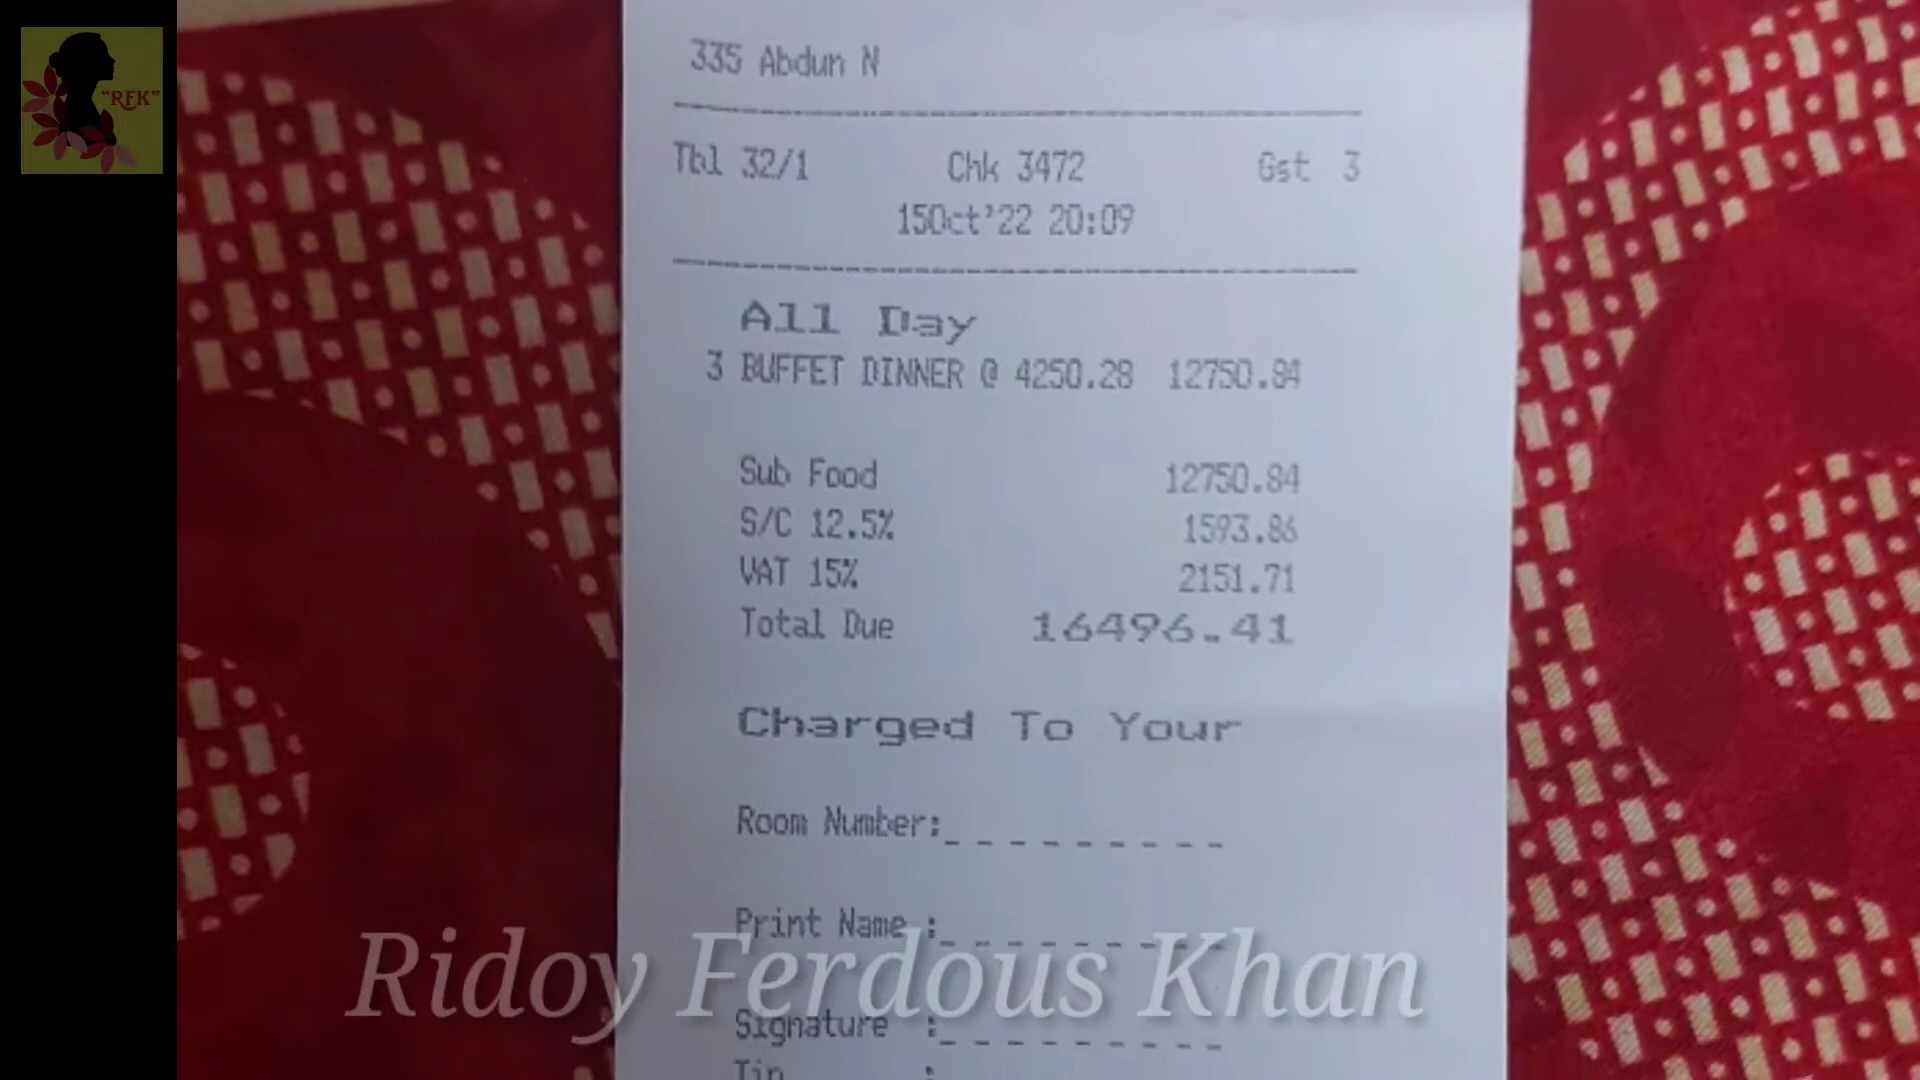 "RFK"
335 Abdun N
Tbl 32/1 Chk 3472 Gst 3
15Oct'22 20:09
All Day
3 BUFFET DINNER @ 4250.28 12750.84
Sub Food 12750.84
S/C 12.5% 1593.86
VAT 15% 2151.71
Total Due 16496.41
Charged To Your
Room Number:_ _ _ _ _ _ _ _ _
Print Name :_ _ _ _ _ _ _ _ _
Ridoy Ferdous Khan
Signature :_ _ _ _ _ _ _ _ _
Tip :